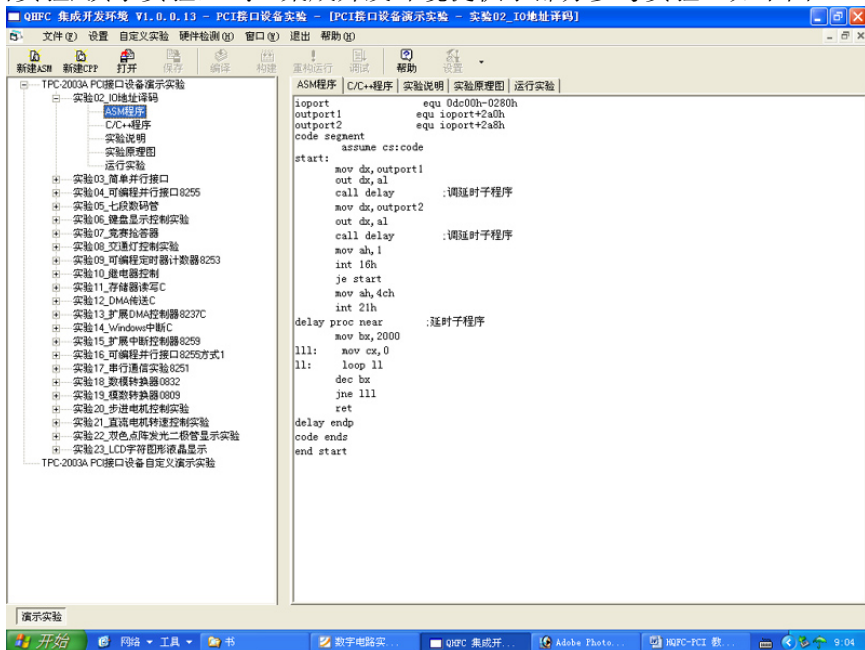 QHFC 集成开发环境 V1.0.0.13 - PCI接口设备实验 - [PCI接口设备演示实验 - 实验02_IO地址译码]
文件(F) 设置 自定义实验 硬件检测(H) 窗口(W) 退出 帮助(H)
新建ASM 新建CPP 打开 保存 编译 构建 重构运行 调试 帮助 设置
TPC-2003A PCI接口设备演示实验
实验02_IO地址译码
ASM程序
C/C++程序
实验说明
实验原理图
运行实验
实验03_简单并行接口
实验04_可编程并行接口8255
实验05_七段数码管
实验06_键盘显示控制实验
实验07_竞赛抢答器
实验08_交通灯控制实验
实验09_可编程定时器计数器8253
实验10_继电器控制
实验11_存储器读写C
实验12_DMA传送C
实验13_扩展DMA控制器8237C
实验14_Windows中断C
实验15_扩展中断控制器8259
实验16_可编程并行接口8255方式1
实验17_串行通信实验8251
实验18_数模转换器0832
实验19_模数转换器0809
实验20_步进电机控制实验
实验21_直流电机转速控制实验
实验22_双色点阵发光二极管显示实验
实验23_LCD字符图形液晶显示
TPC-2003A PCI接口设备自定义演示实验
ASM程序 C/C++程序 实验说明 实验原理图 运行实验
ioport equ 0dc00h-0280h
outport1 equ ioport+2a0h
outport2 equ ioport+2a8h
code segment
assume cs:code
start:
mov dx,outport1
out dx,al
call delay ;调延时子程序
mov dx,outport2
out dx,al
call delay ;调延时子程序
mov ah,1
int 16h
je start
mov ah,4ch
int 21h
delay proc near ;延时子程序
mov bx,2000
lll: mov cx,0
ll: loop ll
dec bx
jne lll
ret
delay endp
code ends
end start
演示实验
开始 网络 工具 书 数字电路实... QHFC 集成开... Adobe Photo... HQFC-PCI 教... 9:04